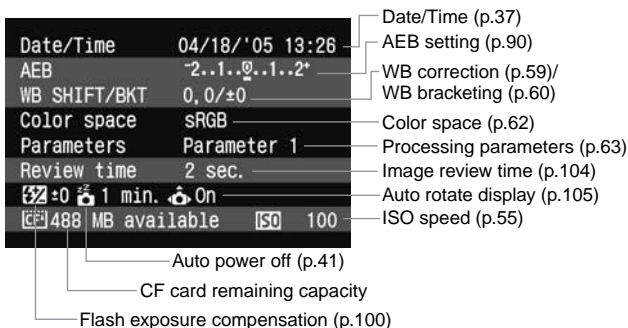 Date/Time 04/18/'05 13:26
AEB -2..1..0..1..2+
WB SHIFT/BKT 0,0/±0
Color space sRGB
Parameters Parameter 1
Review time 2 sec.
±0 1 min. On
CF 488 MB available ISO 100
Date/Time (p.37)
AEB setting (p.90)
WB correction (p.59)/
WB bracketing (p.60)
Color space (p.62)
Processing parameters (p.63)
Image review time (p.104)
Auto rotate display (p.105)
ISO speed (p.55)
Auto power off (p.41)
CF card remaining capacity
Flash exposure compensation (p.100)